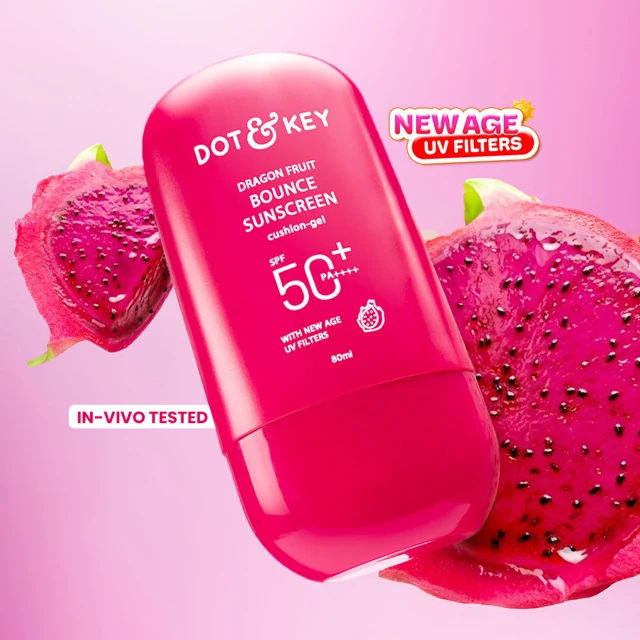 DOT & KEY
DRAGON FRUIT
BOUNCE
SUNSCREEN
cushion-gel
SPF
50+
PA++++
WITH NEW AGE
UV FILTERS
80ml
NEW AGE
UV FILTERS
IN-VIVO TESTED